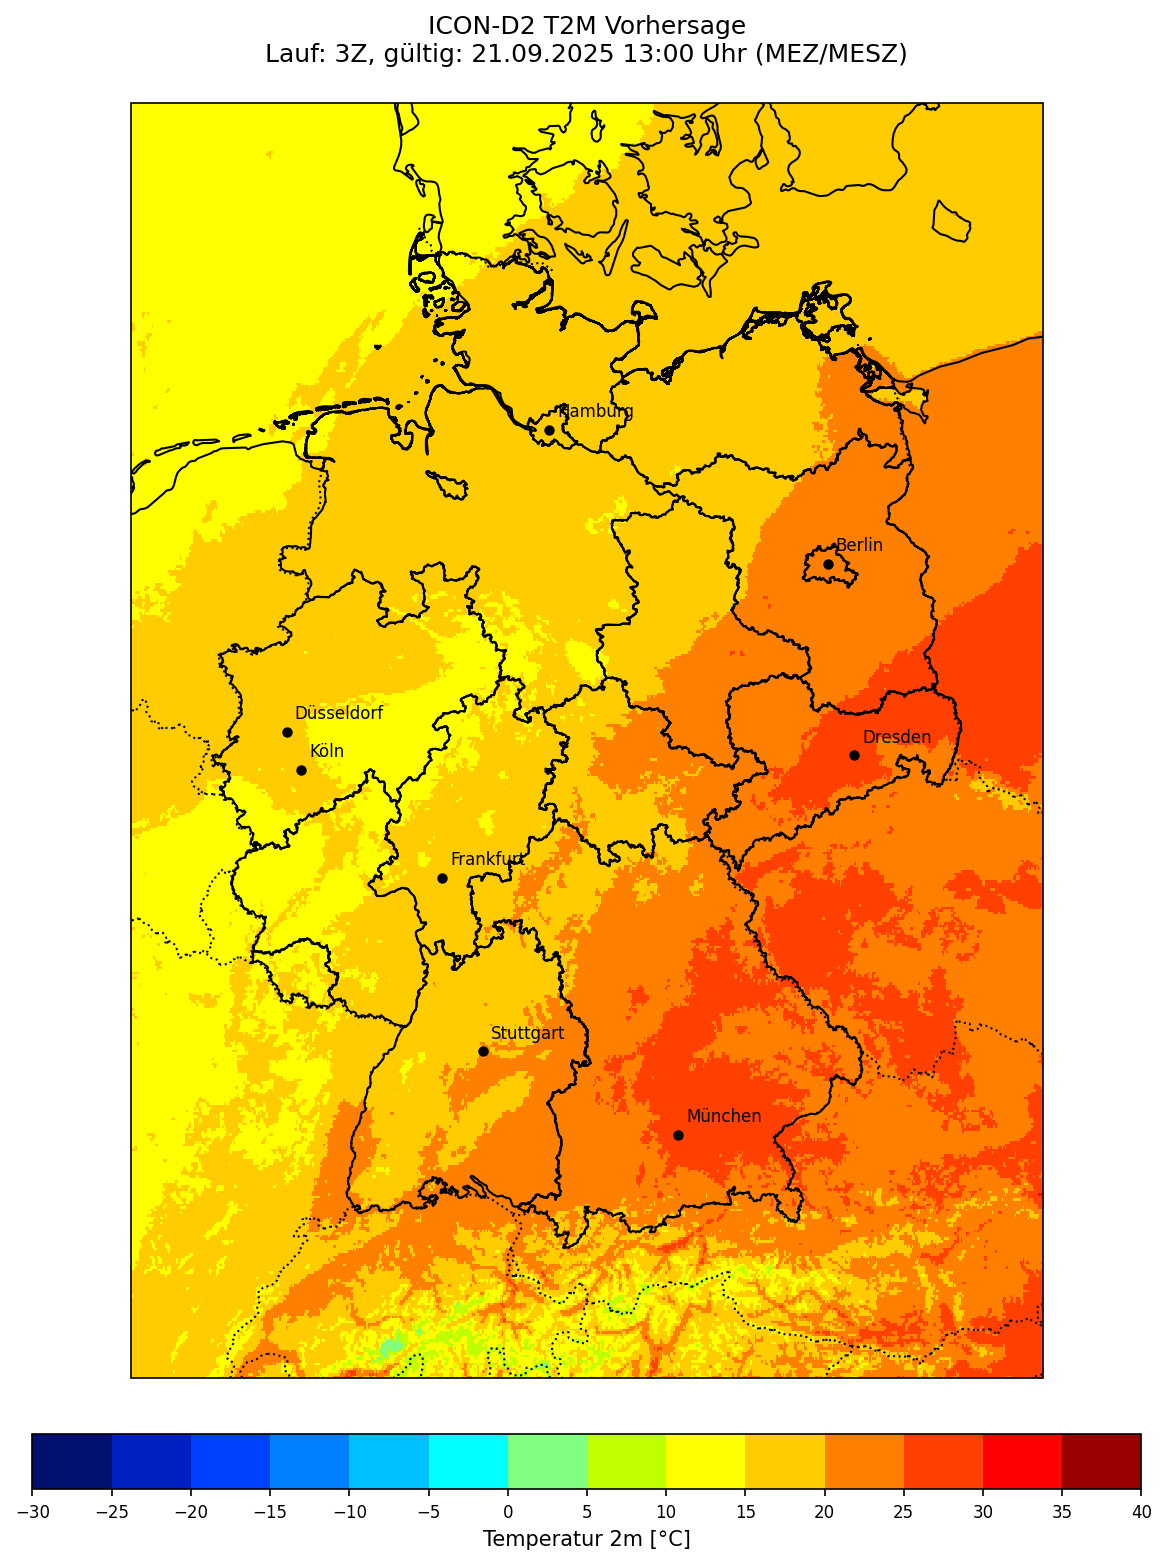 ICON-D2 T2M Vorhersage
Lauf: 3Z, gültig: 21.09.2025 13:00 Uhr (MEZ/MESZ)
Hamburg
Berlin
Düsseldorf
Köln
Dresden
Frankfurt
Stuttgart
München
−30 −25 −20 −15 −10 −5 0 5 10 15 20 25 30 35 40
Temperatur 2m [°C]